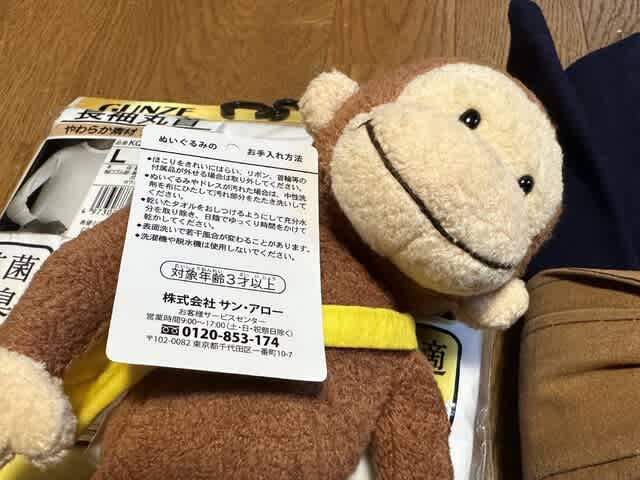 GUNZE
長袖丸首
やわらか素材
L
ぬいぐるみの お手入れ方法
●ほこりをきれいにはらい、リボン、首輪等の
付属品が外せる場合は取り外してください。
●ぬいぐるみやドレスが汚れた場合は、中性洗
剤を布にひたして汚れ部分をたたき洗いして
ください。
●乾いたタオルをおしつけるようにして充分水
分を取り除き、日陰でゆっくり時間をかけて
乾かしてください。
●表面洗いで若干風合が変わることがあります。
●洗濯機や脱水機は使用しないでください。
対象年齢3才以上
株式会社 サン・アロー
お客様サービスセンター
営業時間9:00～17:00（土・日・祝祭日除く）
0120-853-174
〒102-0082 東京都千代田区一番町10-7
菌
臭
適